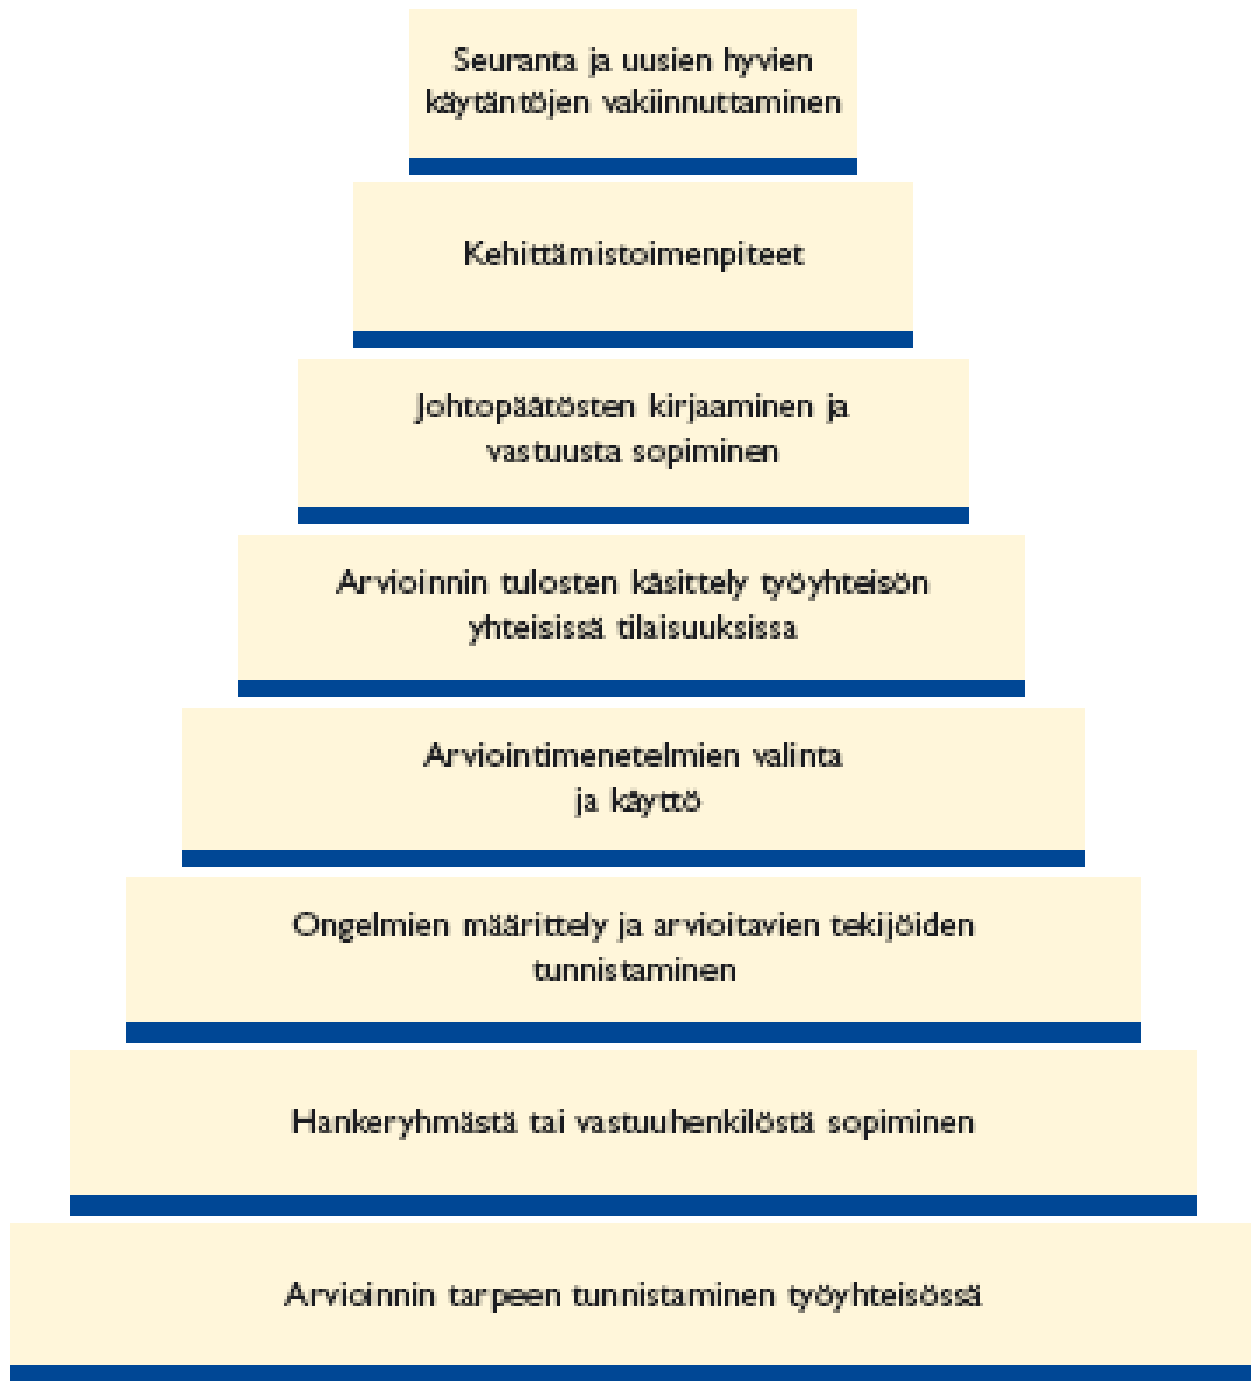 Seuranta ja uusien hyvien
käytäntöjen vakiinnuttaminen
Kehittämistoimenpiteet
Johtopäätösten kirjaaminen ja
vastuusta sopiminen
Arvioinnin tulosten käsittely työyhteisön
yhteisissä tilaisuuksissa
Arviointimenetelmien valinta
ja käyttö
Ongelmien määrittely ja arvioitavien tekijöiden
tunnistaminen
Hankeryhmästä tai vastuuhenkilöstä sopiminen
Arvioinnin tarpeen tunnistaminen työyhteisössä